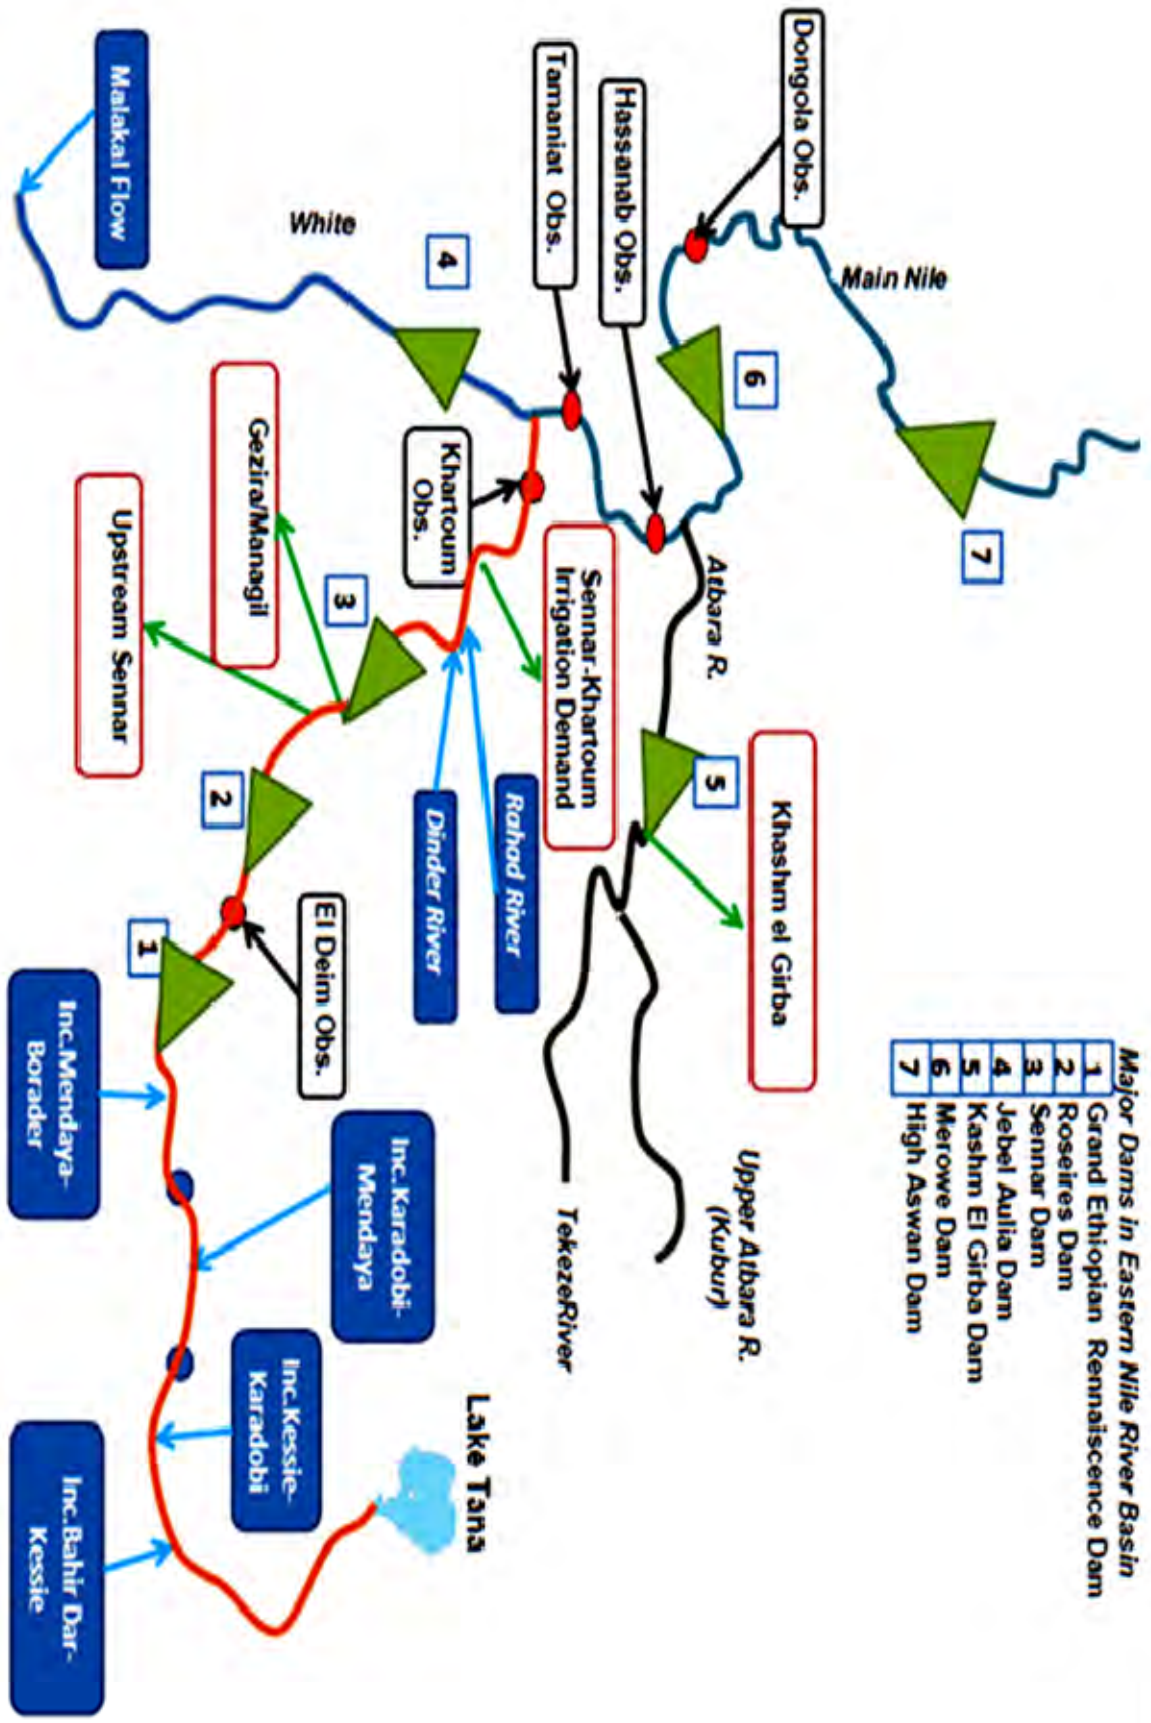 Major Dams in Eastern Nile River Basin
1 Grand Ethiopian Rennaiscence Dam
2 Roseires Dam
3 Sennar Dam
4 Jebel Aulia Dam
5 Kashm El Girba Dam
6 Merowe Dam
7 High Aswan Dam
7
Main Nile
Dongola Obs.
6
Hassanab Obs.
Tamaniat Obs.
Atbara R.
5
Khashm el Girba
Upper Atbara R.
(Kubur)
TekezeRiver
Sennar-Khartoum
Irrigation Demand
Rahad River
Dinder River
Khartoum
Obs.
4
White
Malakal Flow
3
Gezira/Managil
Upstream Sennar
2
El Deim Obs.
1
Inc.Mendaya-
Borader
Inc.Karadobi-
Mendaya
Inc.Kessie-
Karadobi
Inc.Bahir Dar-
Kessie
Lake Tana